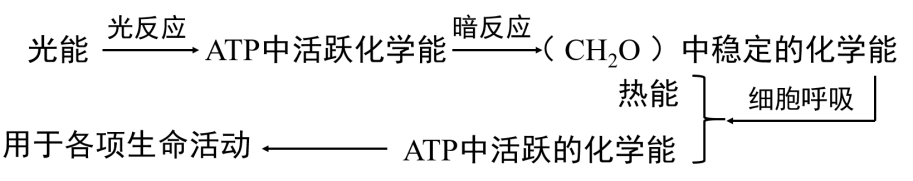 光反应 暗反应
光能 ATP中活跃化学能 （CH₂O）中稳定的化学能
热能 细胞呼吸
用于各项生命活动 ATP中活跃的化学能